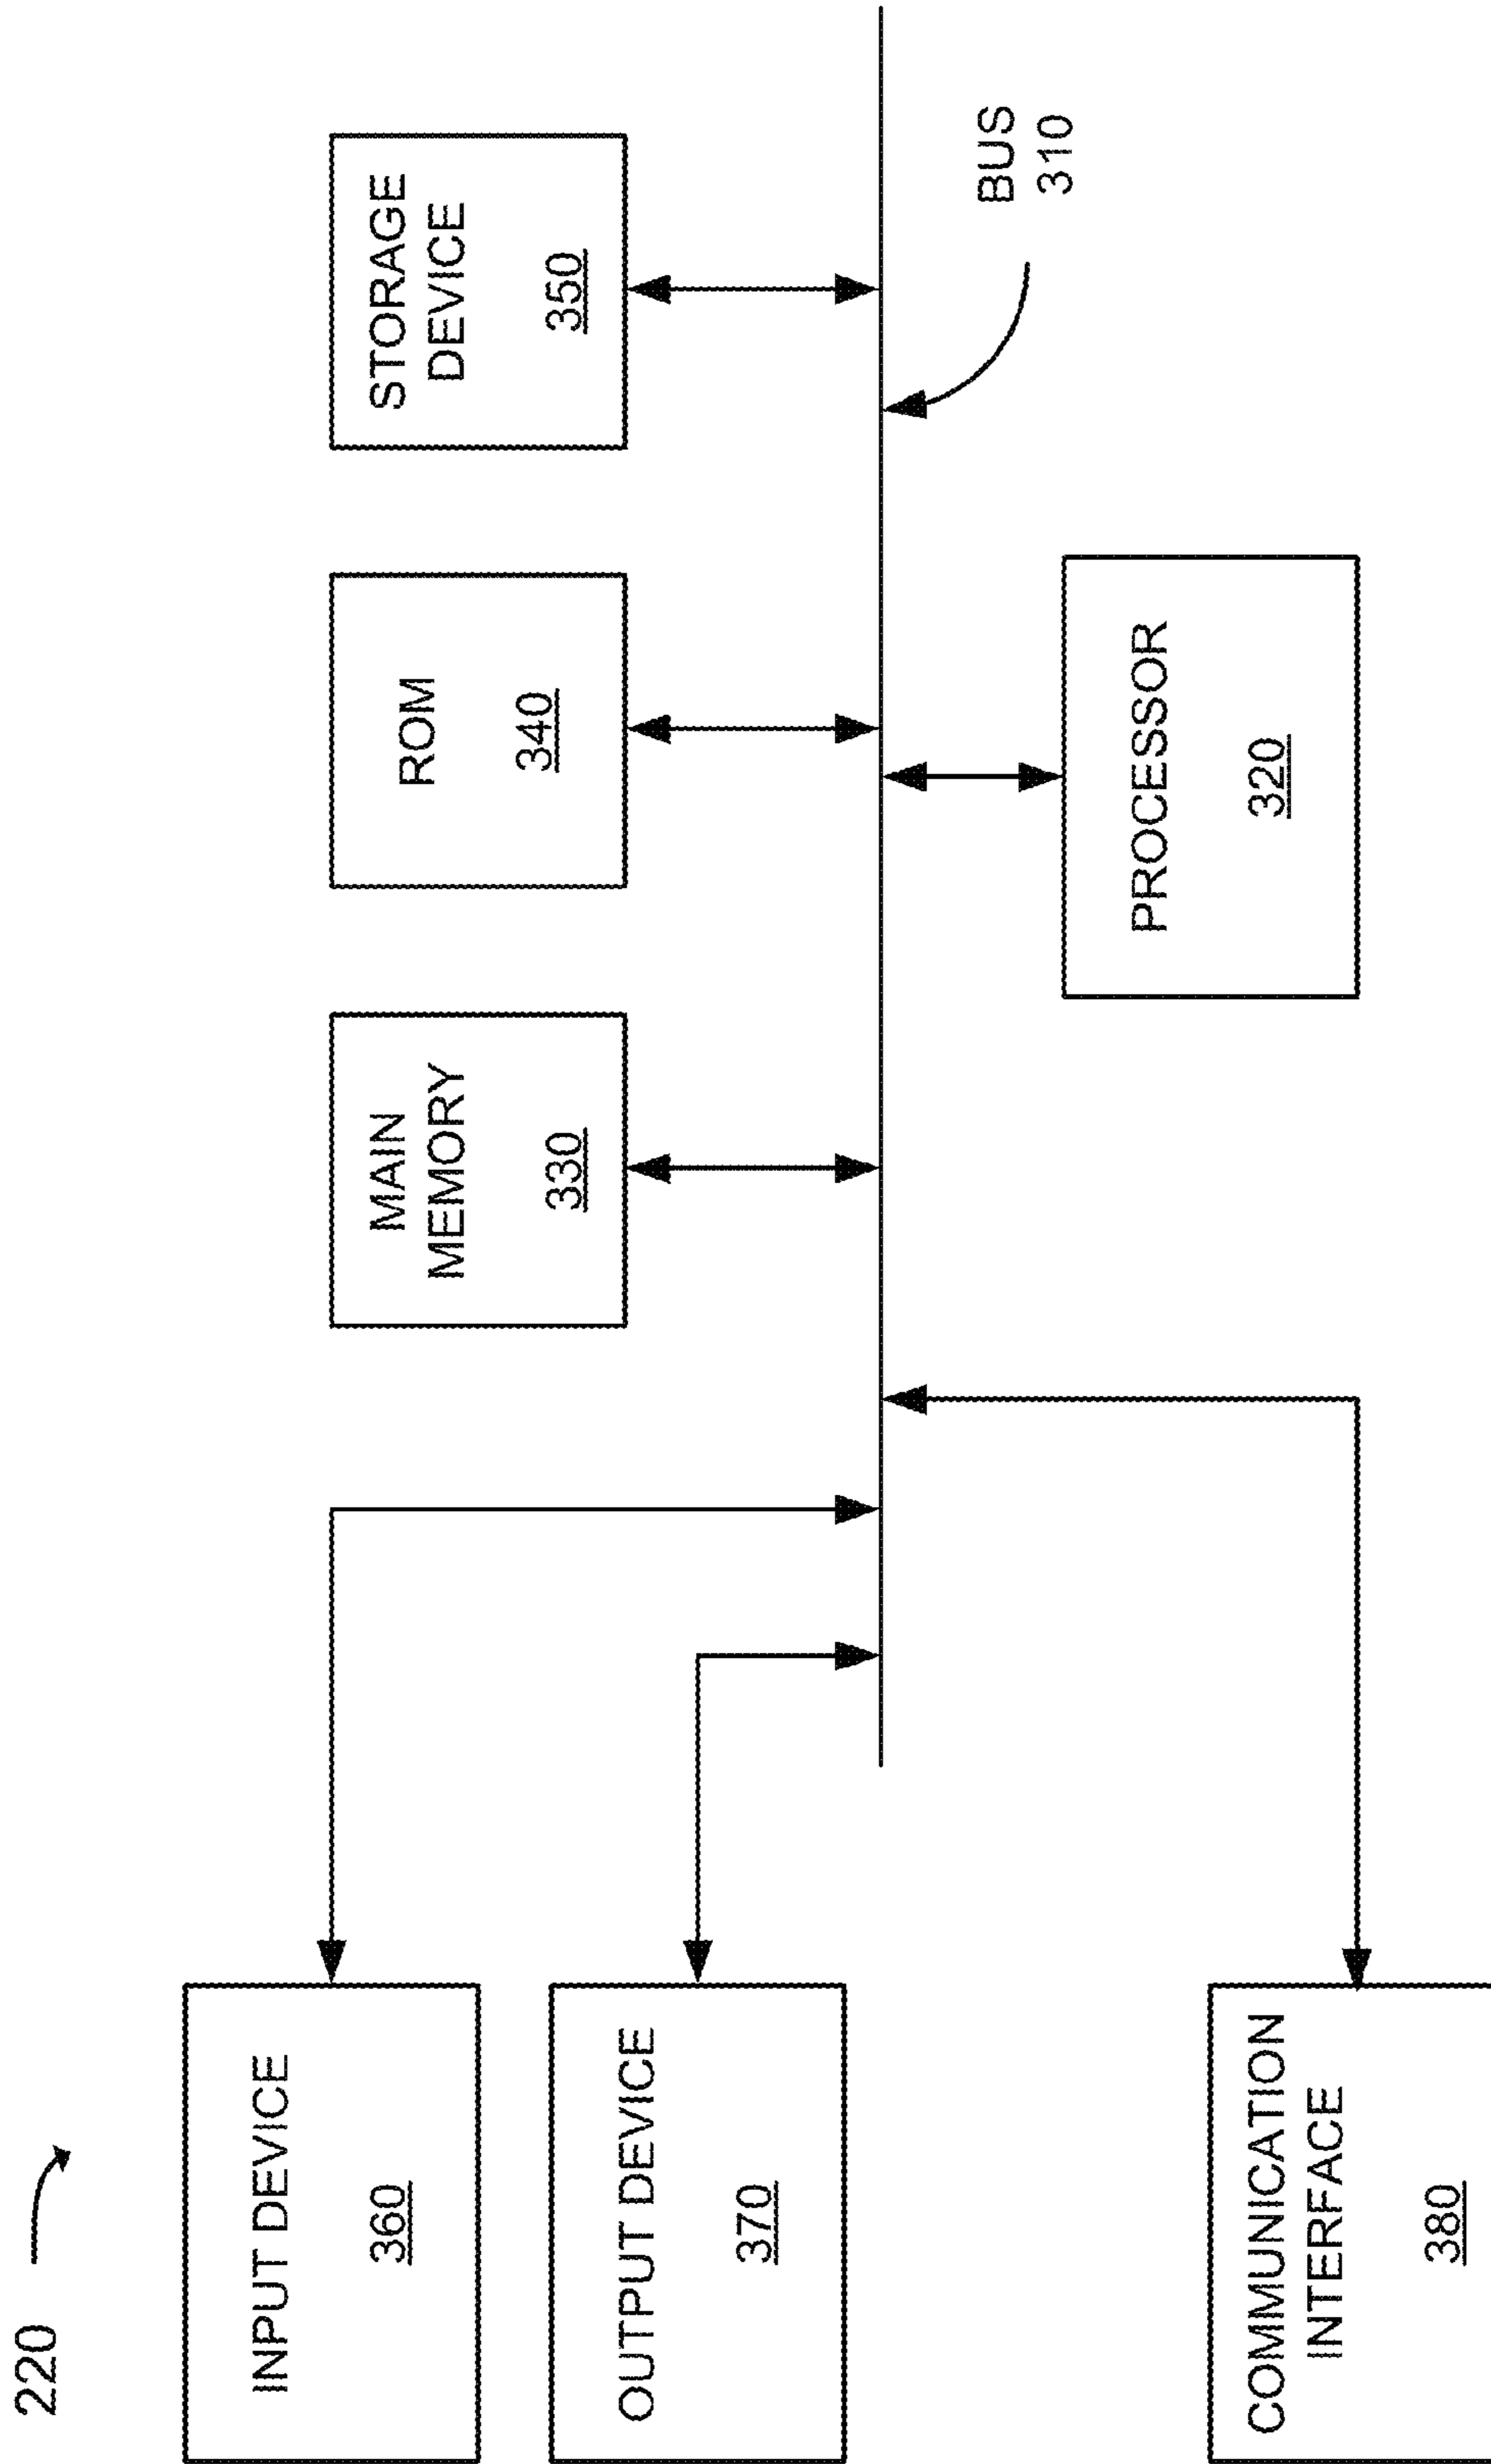 220
INPUT DEVICE
360
OUTPUT DEVICE
370
COMMUNICATION
INTERFACE
380
MAIN
MEMORY
330
ROM
340
STORAGE
DEVICE
350
PROCESSOR
320
BUS
310